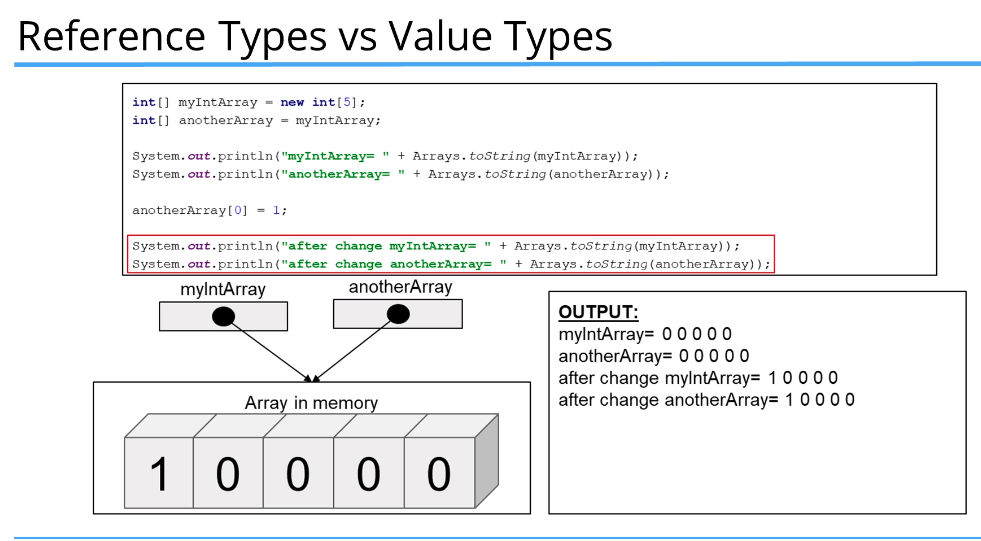 Reference Types vs Value Types
int[] myIntArray = new int[5];
int[] anotherArray = myIntArray;
System.out.println("myIntArray= " + Arrays.toString(myIntArray));
System.out.println("anotherArray= " + Arrays.toString(anotherArray));
anotherArray[0] = 1;
System.out.println("after change myIntArray= " + Arrays.toString(myIntArray));
System.out.println("after change anotherArray= " + Arrays.toString(anotherArray));
myIntArray
anotherArray
Array in memory
1 0 0 0 0
OUTPUT:
myIntArray= 0 0 0 0 0
anotherArray= 0 0 0 0 0
after change myIntArray= 1 0 0 0 0
after change anotherArray= 1 0 0 0 0